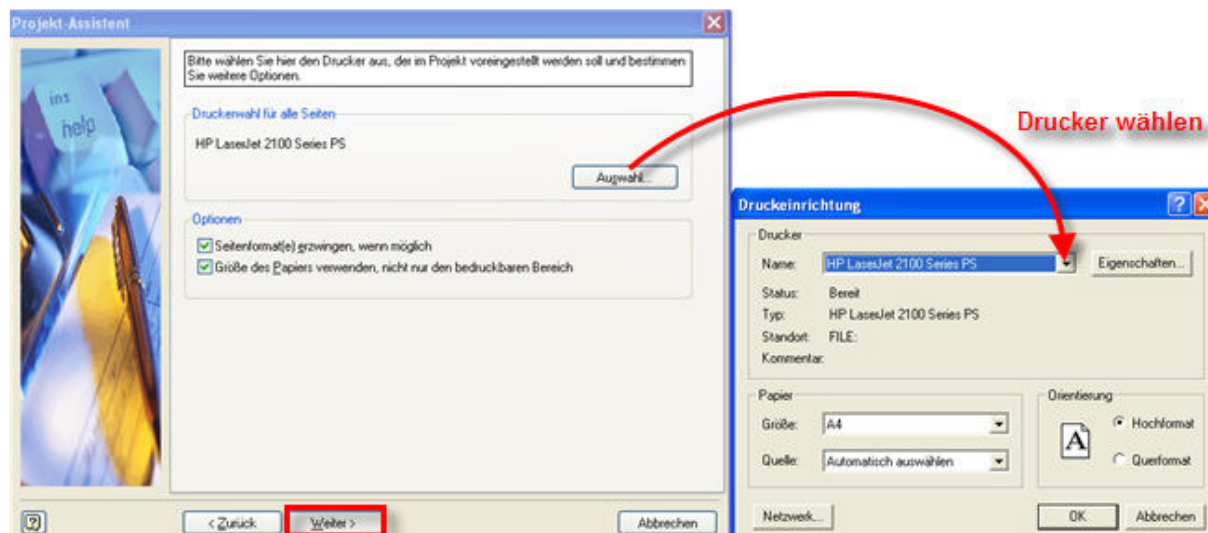 Projekt-Assistent
ins
help
Bitte wählen Sie hier den Drucker aus, der im Projekt voreingestellt werden soll und bestimmen
Sie weitere Optionen.
Druckerwahl für alle Seiten
HP LaserJet 2100 Series PS
Auswahl...
Optionen
Seitenformat(e) erzwingen, wenn möglich
Größe des Papiers verwenden, nicht nur den bedruckbaren Bereich
< Zurück
Weiter >
Abbrechen
Drucker wählen
Druckeinrichtung
Drucker
Name: HP LaserJet 2100 Series PS Eigenschaften...
Status: Bereit
Typ: HP LaserJet 2100 Series PS
Standort: FILE:
Kommentar:
Papier
Größe: A4
Quelle: Automatisch auswählen
Orientierung
A
Hochformat
Querformat
Netzwerk...
OK
Abbrechen